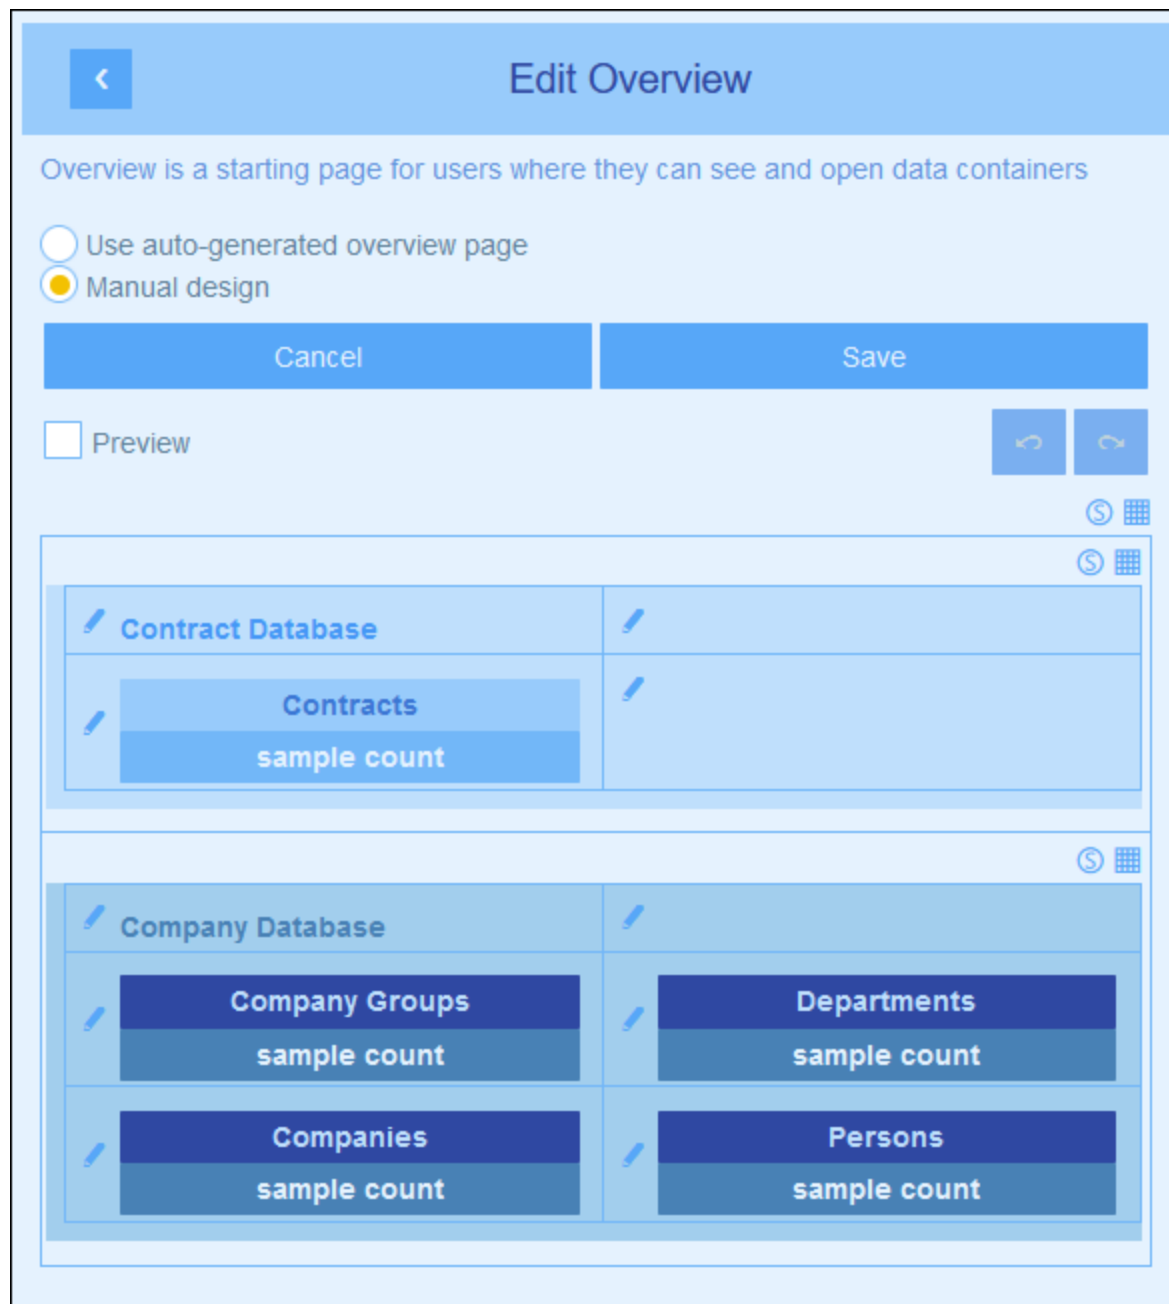 Edit Overview
Overview is a starting page for users where they can see and open data containers
Use auto-generated overview page
Manual design
Cancel Save
Preview
Contract Database
Contracts
sample count
Company Database
Company Groups Departments
sample count sample count
Companies Persons
sample count sample count